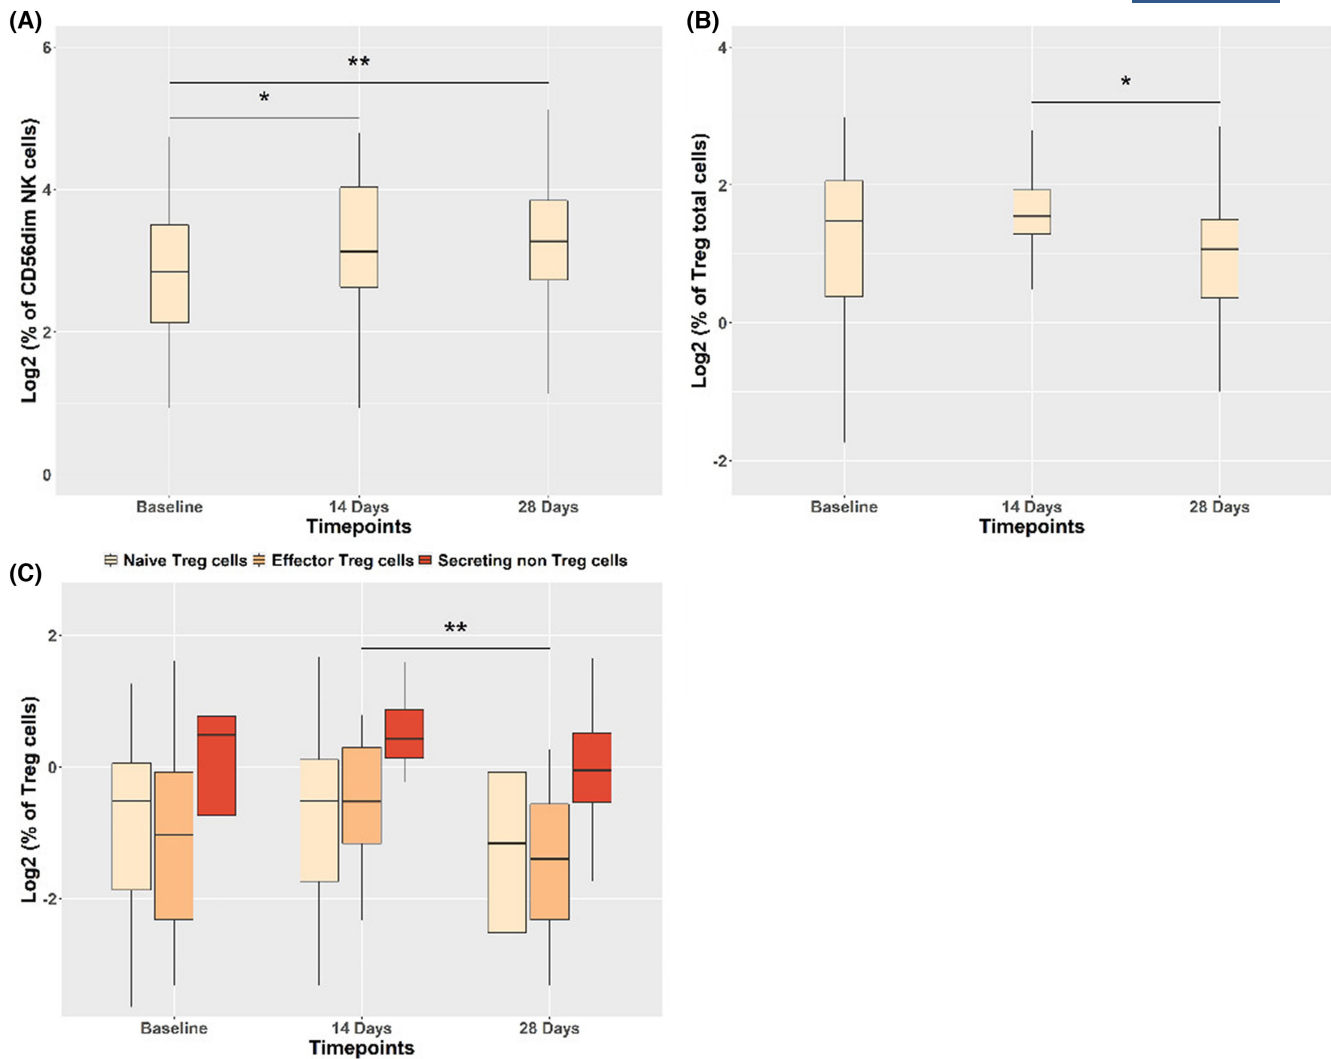 (A)
6
4
2
0
**
*
Log2 (% of CD56dim NK cells)
Baseline
14 Days
28 Days
Timepoints
(B)
4
2
0
-2
*
Log2 (% of Treg total cells)
Baseline
14 Days
28 Days
Timepoints
(C)
Naive Treg cells Effector Treg cells Secreting non Treg cells
2
0
-2
**
Log2 (% of Treg cells)
Baseline
14 Days
28 Days
Timepoints